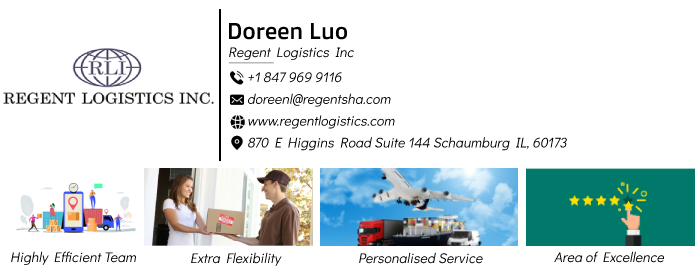 RLI
REGENT LOGISTICS INC.
Doreen Luo
Regent Logistics Inc
+1 847 969 9116
doreenl@regentsha.com
www.regentlogistics.com
870 E Higgins Road Suite 144 Schaumburg IL, 60173
Highly Efficient Team
Extra Flexibility
Personalised Service
Area of Excellence